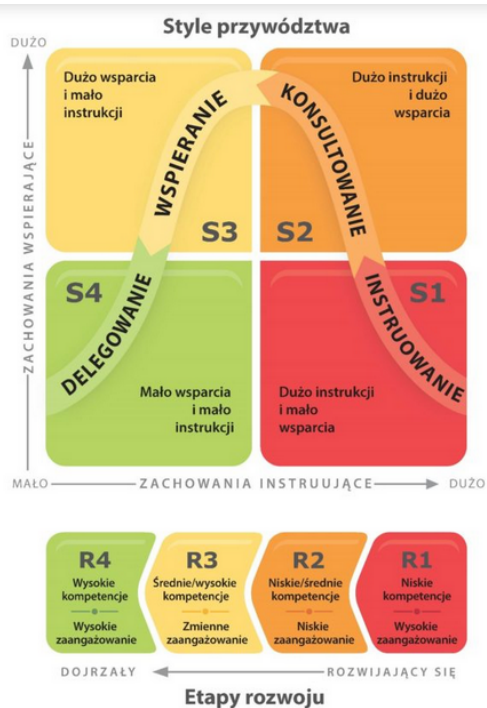 Style przywództwa
DUŻO
ZACHOWANIA WSPIERAJĄCE
Dużo wsparcia
i mało
instrukcji
WSPIERANIE
S3
Dużo instrukcji
i dużo
wsparcia
KONSULTOWANIE
S2
S4
DELEGOWANIE
Mało wsparcia
i mało
instrukcji
S1
INSTRUOWANIE
Dużo instrukcji
i mało
wsparcia
MAŁO
ZACHOWANIA INSTRUUJĄCE
DUŻO
R4
Wysokie
kompetencje
Wysokie
zaangażowanie
R3
Średnie/wysokie
kompetencje
Zmienne
zaangażowanie
R2
Niskie/średnie
kompetencje
Niskie
zaangażowanie
R1
Niskie
kompetencje
Wysokie
zaangażowanie
DOJRZAŁY
ROZWIJAJĄCY SIĘ
Etapy rozwoju